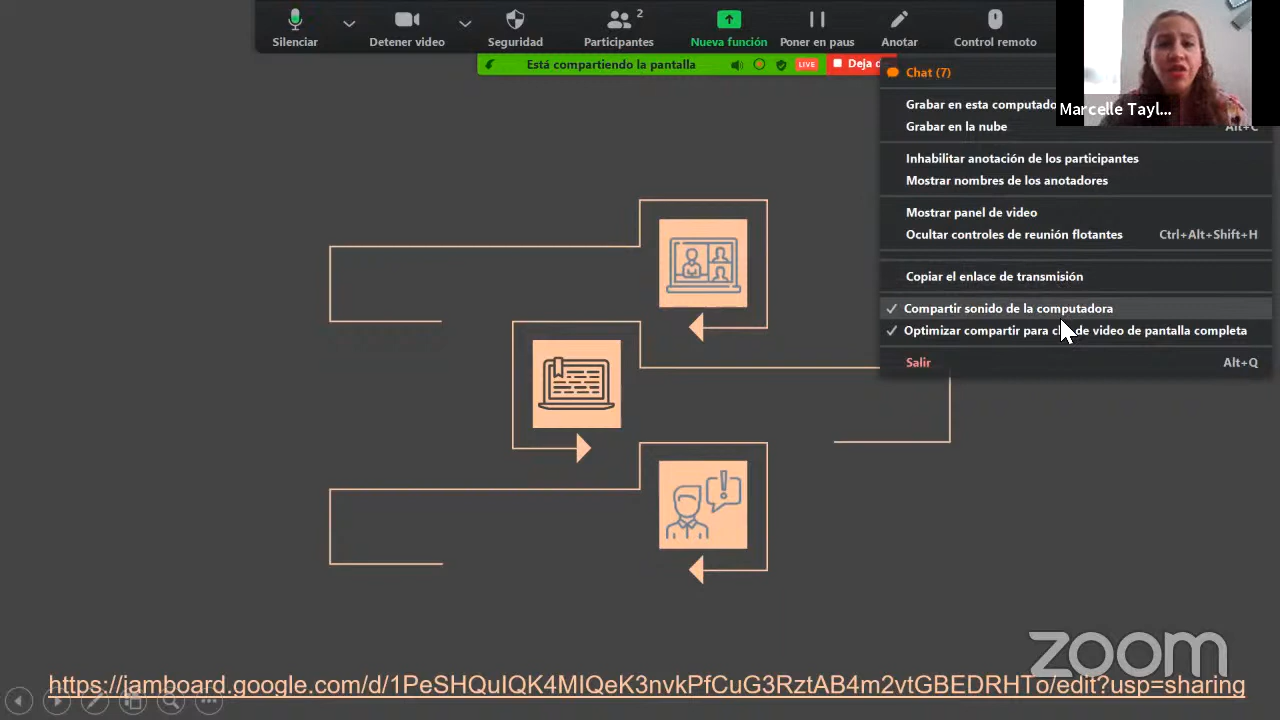 Silenciar
Detener video
Seguridad
Participantes
2
Nueva función
Poner en paus
Anotar
Control remoto
Está compartiendo la pantalla
LIVE
Deja
Chat (7)
Grabar en esta
Marcelle Tayl...
Grabar en la nube
Inhabilitar anotación de los participantes
Mostrar nombres de los anotadores
Mostrar panel de video
Ocultar controles de reunión flotantes Ctrl+Alt+Shift+H
Copiar el enlace de transmisión
Compartir sonido de la computadora
Optimizar compartir para de video de pantalla completa
Salir Alt+Q
zoom
https://jamboard.google.com/d/1PeSHQuIQK4MIQeK3nvkPfCuG3RztAB4m2vtGBEDRHTo/edit?usp=sharing